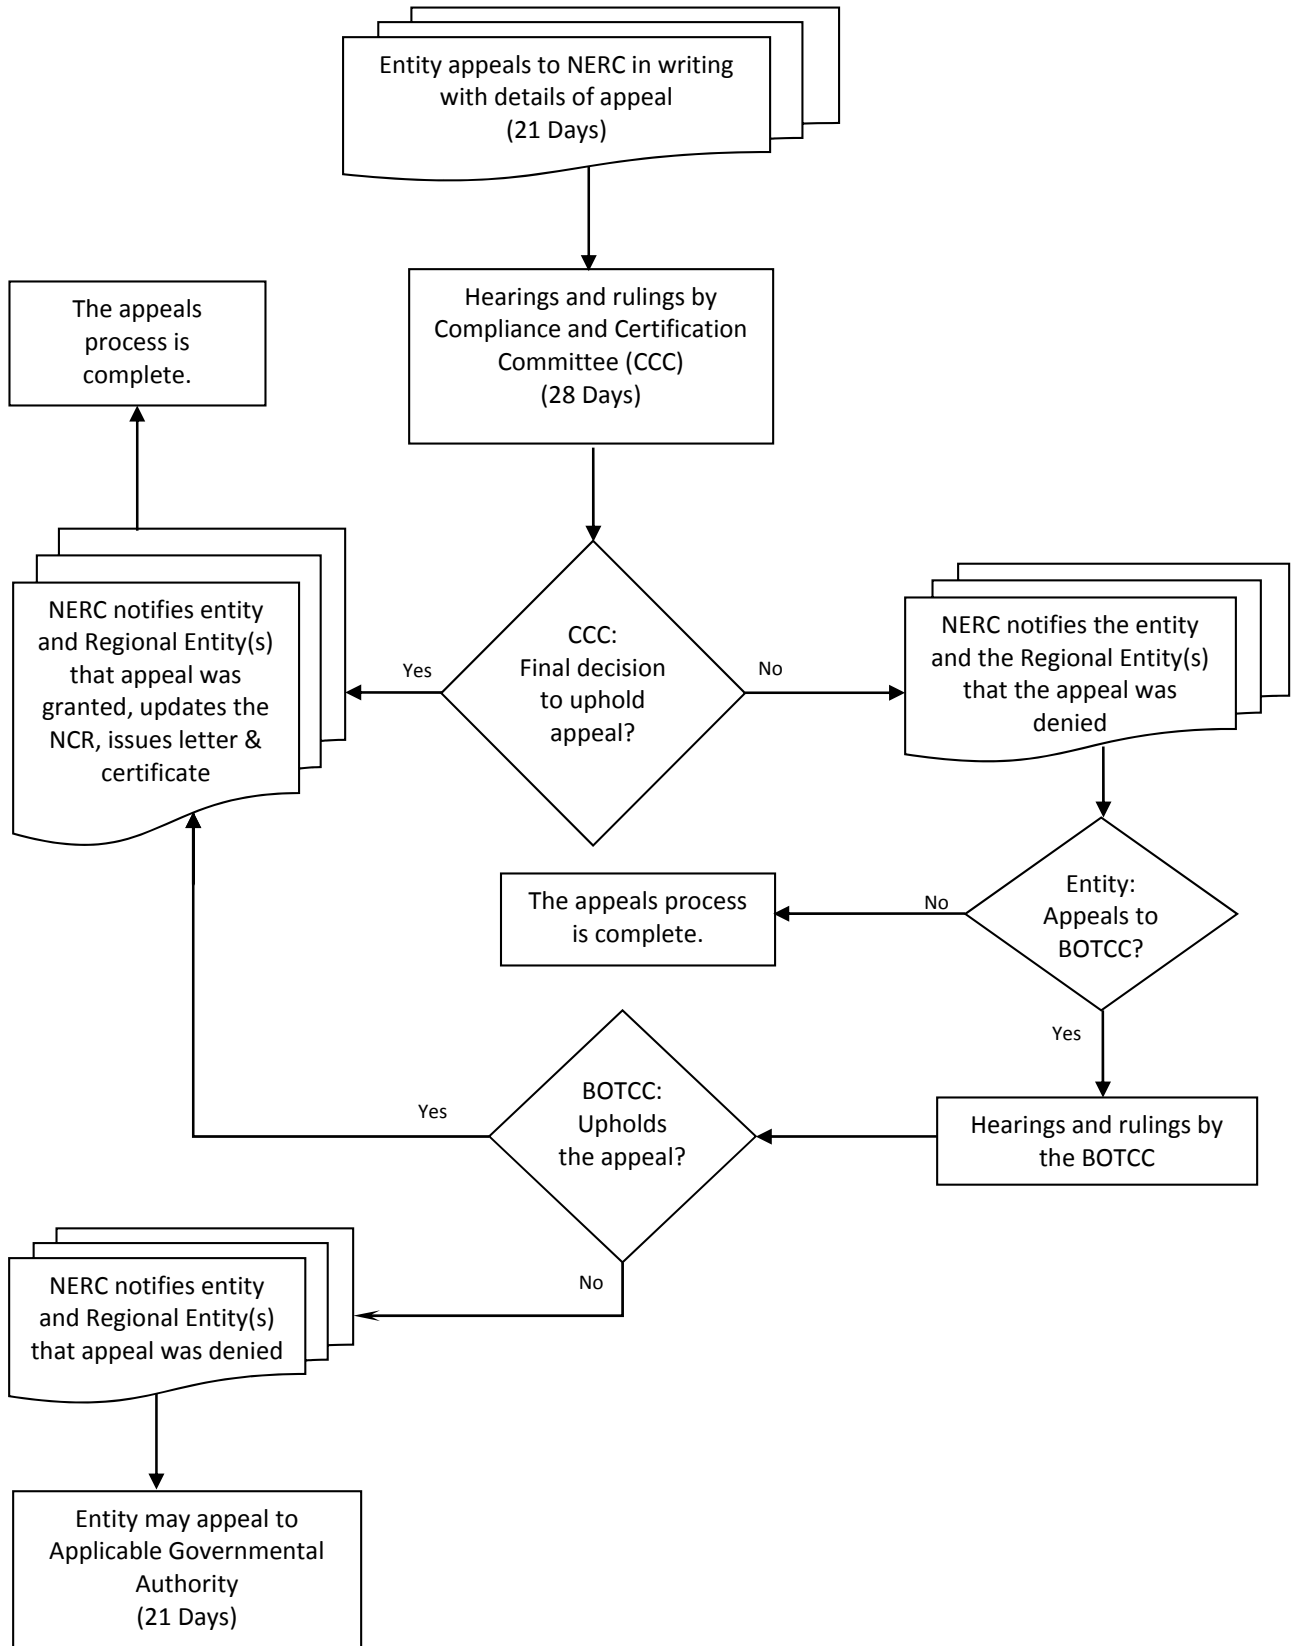 Entity appeals to NERC in writing
with details of appeal
(21 Days)
Hearings and rulings by
Compliance and Certification
Committee (CCC)
(28 Days)
The appeals
process is
complete.
NERC notifies entity
and Regional Entity(s)
that appeal was
granted, updates the
NCR, issues letter &
certificate
Yes
CCC:
Final decision
to uphold
appeal?
No
NERC notifies the entity
and the Regional Entity(s)
that the appeal was
denied
The appeals process
is complete.
No
Entity:
Appeals to
BOTCC?
Yes
Yes
BOTCC:
Upholds
the appeal?
Hearings and rulings by
the BOTCC
No
NERC notifies entity
and Regional Entity(s)
that appeal was denied
Entity may appeal to
Applicable Governmental
Authority
(21 Days)